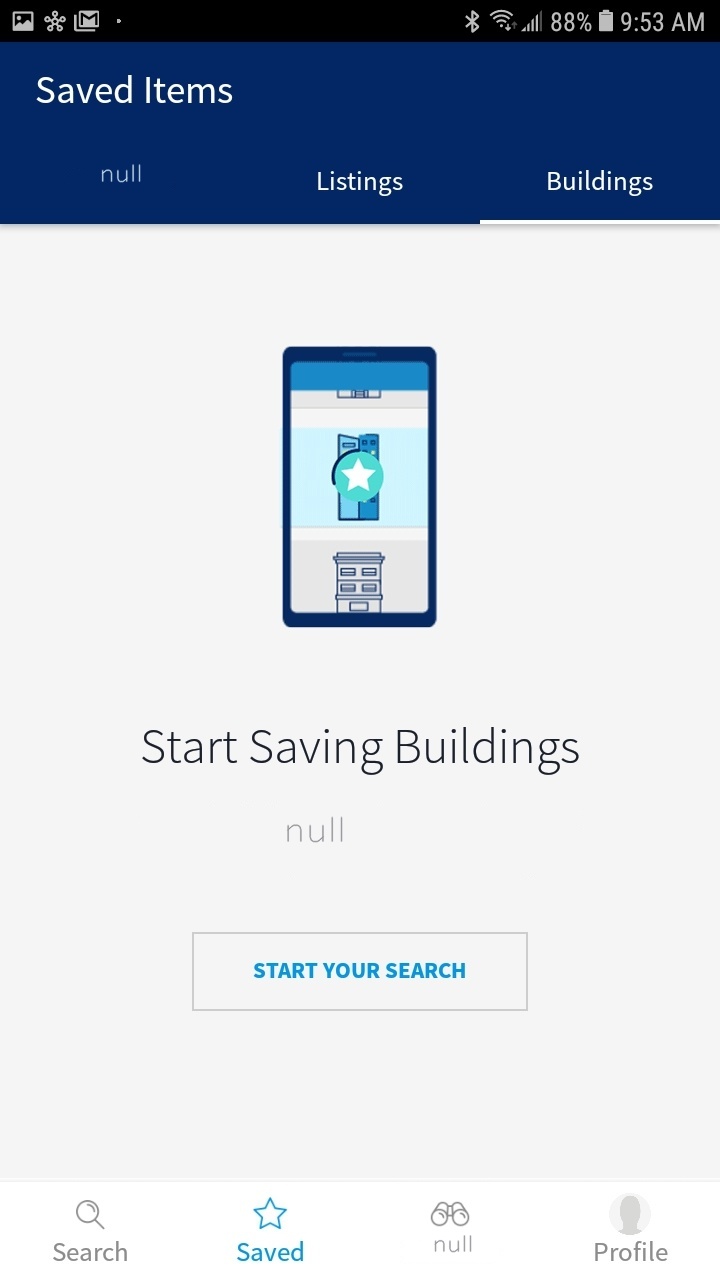 88% 9:53 AM
Saved Items
null Listings Buildings
Start Saving Buildings
null
START YOUR SEARCH
Search Saved null Profile